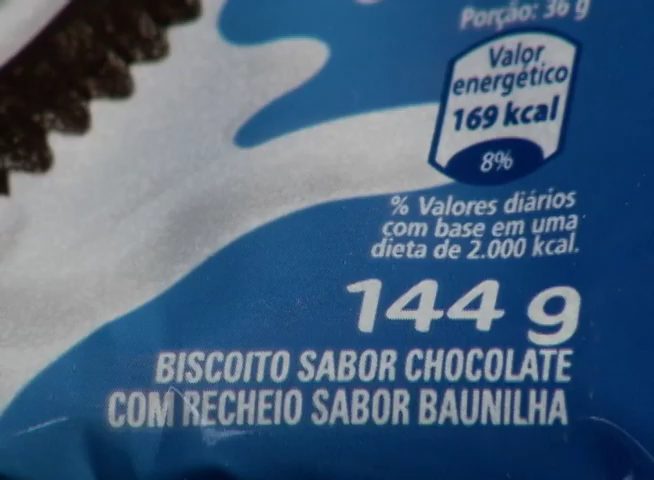 Porção: 36 g
Valor
energético
169 kcal
8%
% Valores diários
com base em uma
dieta de 2.000 kcal.
144 g
BISCOITO SABOR CHOCOLATE
COM RECHEIO SABOR BAUNILHA